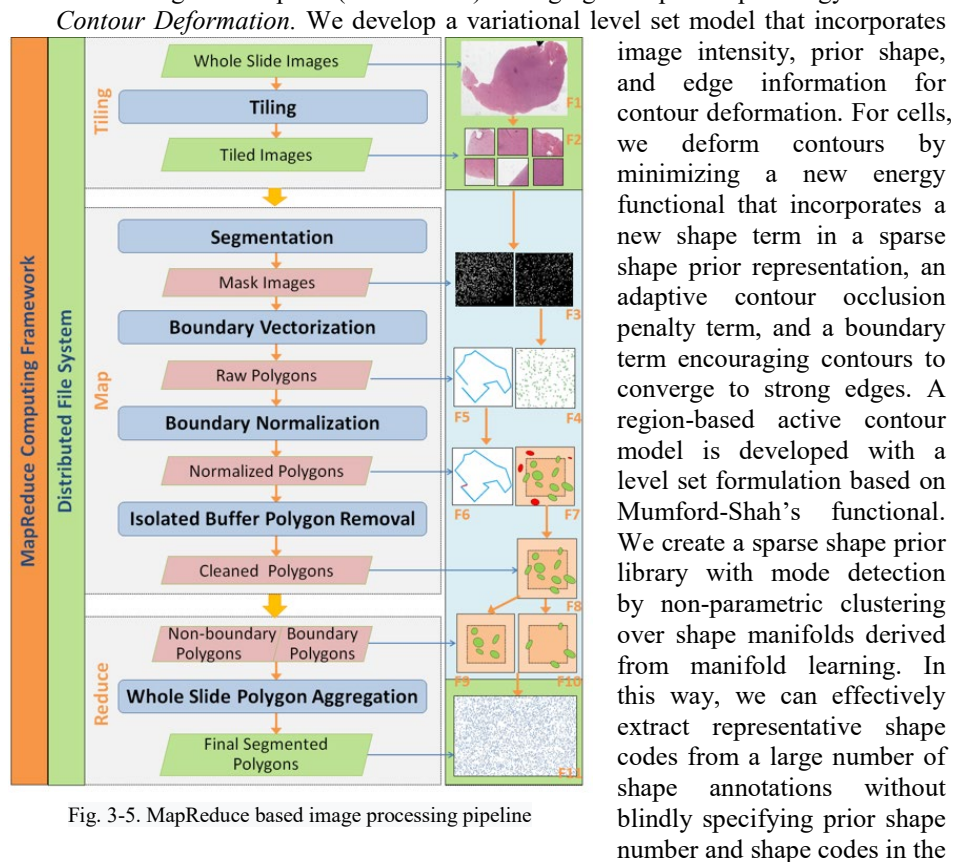 Contour Deformation. We develop a variational level set model that incorporates
image intensity, prior shape,
and edge information for
contour deformation. For cells,
we deform contours by
minimizing a new energy
functional that incorporates a
new shape term in a sparse
shape prior representation, an
adaptive contour occlusion
penalty term, and a boundary
term encouraging contours to
converge to strong edges. A
region-based active contour
model is developed with a
level set formulation based on
Mumford-Shah's functional.
We create a sparse shape prior
library with mode detection
by non-parametric clustering
over shape manifolds derived
from manifold learning. In
this way, we can effectively
extract representative shape
codes from a large number of
shape annotations without
blindly specifying prior shape
number and shape codes in the
MapReduce Computing Framework
Distributed File System
Tiling
Whole Slide Images
Tiling
Tiled Images
F1
F2
Map
Segmentation
Mask Images
Boundary Vectorization
Raw Polygons
Boundary Normalization
Normalized Polygons
Isolated Buffer Polygon Removal
Cleaned Polygons
F3
F5
F4
F6
F7
F8
Reduce
Non-boundary Polygons
Boundary Polygons
Whole Slide Polygon Aggregation
Final Segmented
Polygons
F9
F10
F11
Fig. 3-5. MapReduce based image processing pipeline